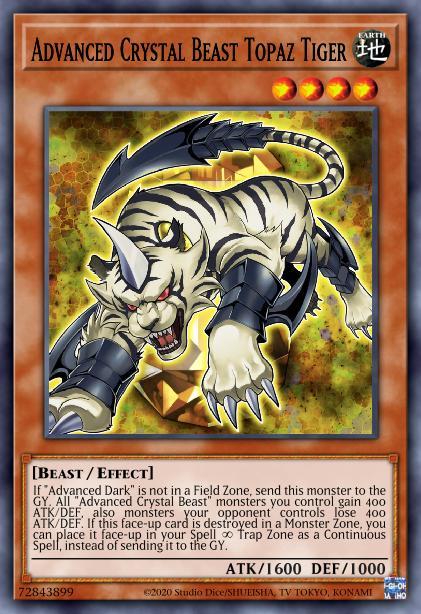 ADVANCED CRYSTAL BEAST TOPAZ TIGER
EARTH
地
[BEAST / EFFECT]
If "Advanced Dark" is not in a Field Zone, send this monster to the
GY. All "Advanced Crystal Beast" monsters you control gain 400
ATK/DEF, also monsters your opponent controls lose 400
ATK/DEF. If this face-up card is destroyed in a Monster Zone, you
can place it face-up in your Spell ∞ Trap Zone as a Continuous
Spell, instead of sending it to the GY.
ATK/1600 DEF/1000
72843899
©2020 Studio Dice/SHUEISHA, TV TOKYO, KONAMI